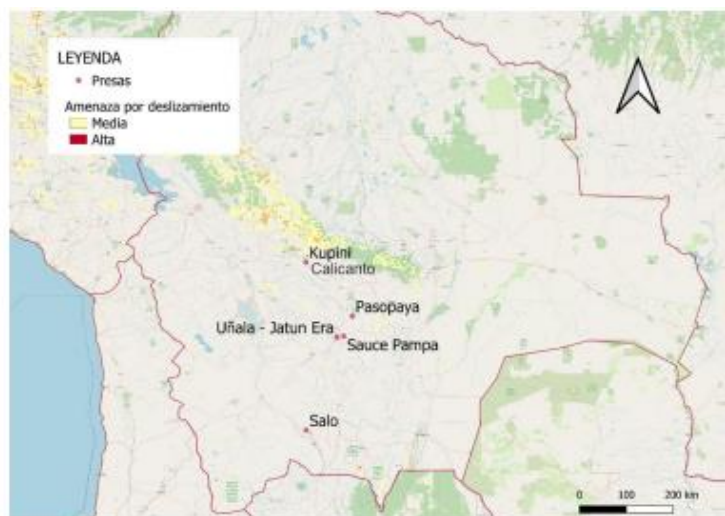 LEYENDA
Presas
Amenaza por deslizamiento
Media
Alta
Kupini
Calicanto
Pasopaya
Uñala - Jatun Era
Sauce Pampa
Salo
0 100 200 km